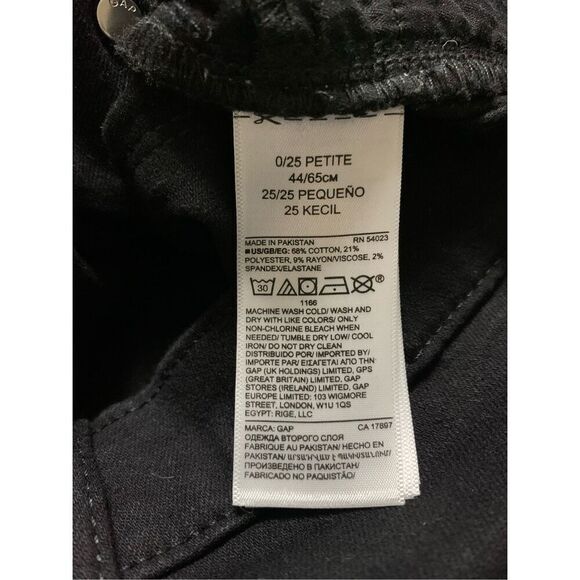 GAP
0/25 PETITE
44/65CM
25/25 PEQUEÑO
25 KECIL
MADE IN PAKISTAN RN 54023
US/GB/EG: 68% COTTON, 21%
POLYESTER, 9% RAYON/VISCOSE, 2%
SPANDEX/ELASTANE
30 ®
1166
MACHINE WASH COLD/ WASH AND
DRY WITH LIKE COLORS/ ONLY
NON-CHLORINE BLEACH WHEN
NEEDED/ TUMBLE DRY LOW/ COOL
IRON/ DO NOT DRY CLEAN
DISTRIBUIDO POR/ IMPORTED BY/
IMPORTE PAR/ ΕΙΣΑΓΕΤΑΙ ΑΠΟ ΤΗΝ
GAP (UK HOLDINGS) LIMITED, GPS
(GREAT BRITAIN) LIMITED, GAP
STORES (IRELAND) LIMITED, GAP
EUROPE LIMITED: 103 WIGMORE
STREET, LONDON, W1U 1QS
EGYPT: RIGE, LLC
MARCA: GAP CA 17897
ОДЕЖДА ВТОРОГО СЛОЯ
FABRIQUE AU PAKISTAN/ HECHO EN
PAKISTAN/ ԱՐՏԱԴՐՎԱԾ Է ՊԱԿԻՍՏԱՆՈՒՄ/
ПРОИЗВЕДЕНО В ПАКИСТАН/
FABRICADO NO PAQUISTÃO/